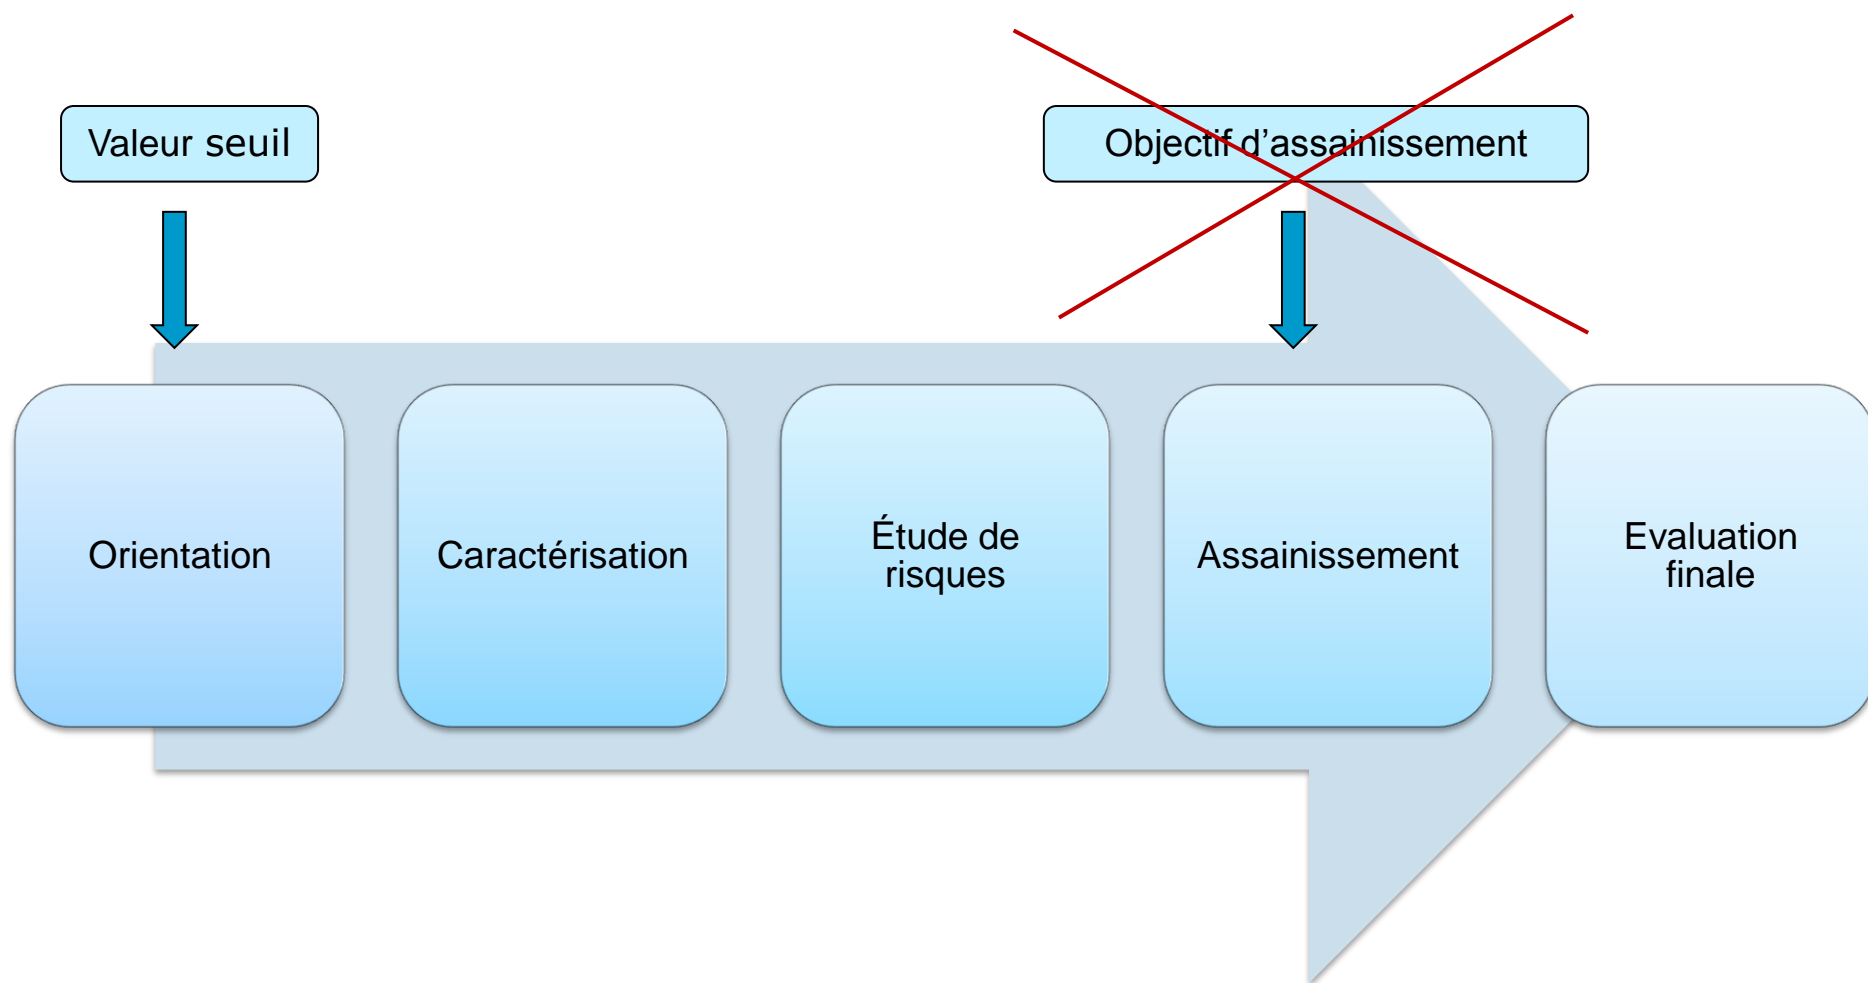 Valeur seuil
Objectif d’assainissement
Orientation
Caractérisation
Étude de
risques
Assainissement
Evaluation
finale